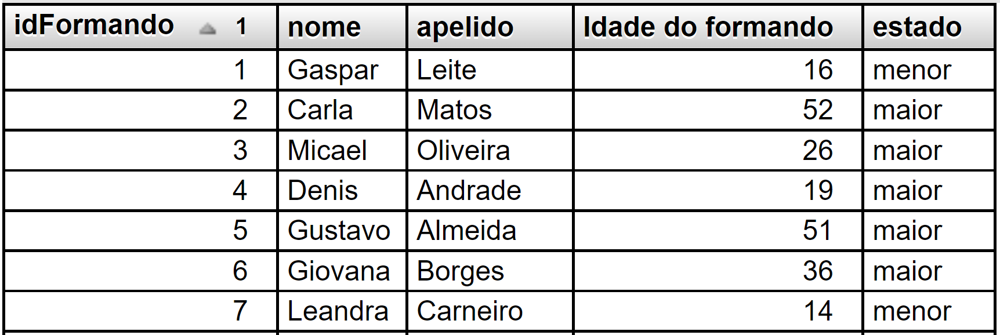 idFormando 1 nome apelido Idade do formando estado
1 Gaspar Leite 16 menor
2 Carla Matos 52 maior
3 Micael Oliveira 26 maior
4 Denis Andrade 19 maior
5 Gustavo Almeida 51 maior
6 Giovana Borges 36 maior
7 Leandra Carneiro 14 menor